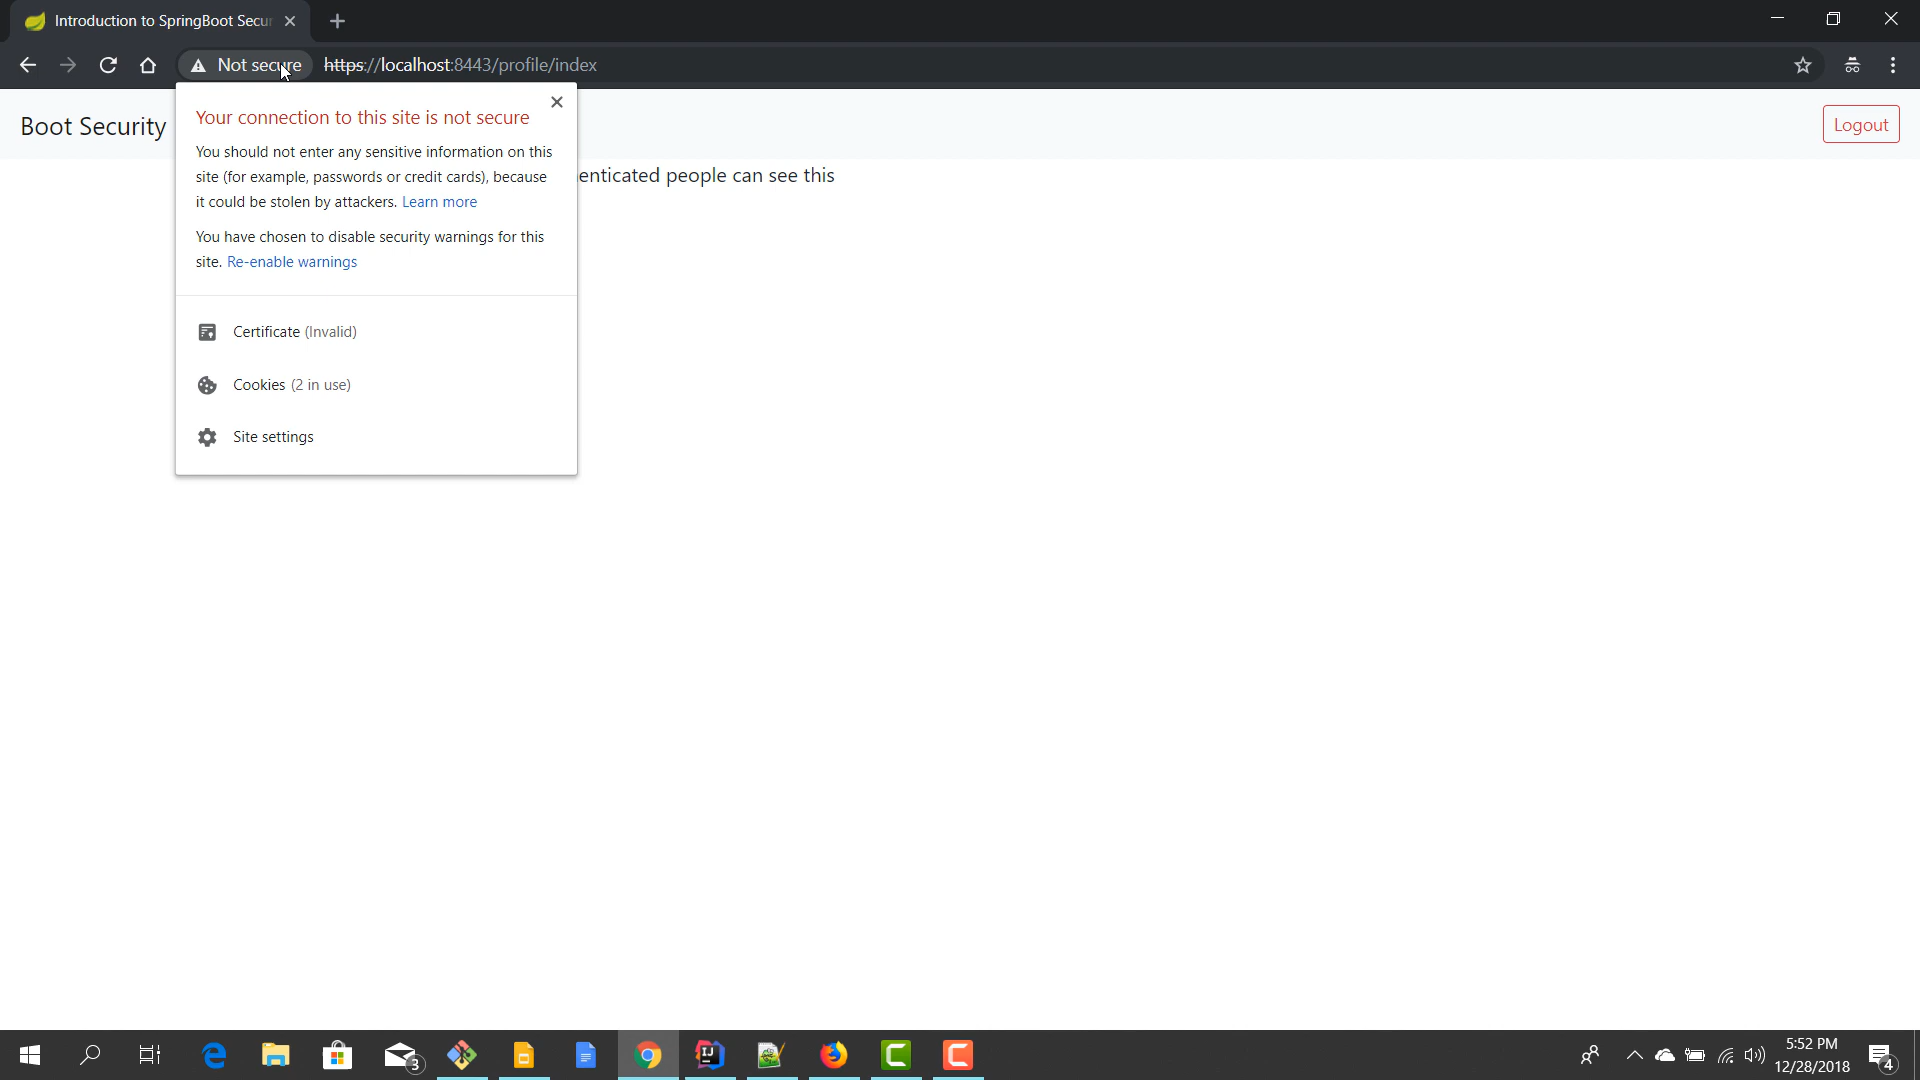 Introduction to SpringBoot Secur
Not secure https://localhost:8443/profile/index
Boot Security
Logout
Your connection to this site is not secure
You should not enter any sensitive information on this
site (for example, passwords or credit cards), because
it could be stolen by attackers. Learn more
enticated people can see this
You have chosen to disable security warnings for this
site. Re-enable warnings
Certificate (Invalid)
Cookies (2 in use)
Site settings
3
IJ
5:52 PM
12/28/2018
4